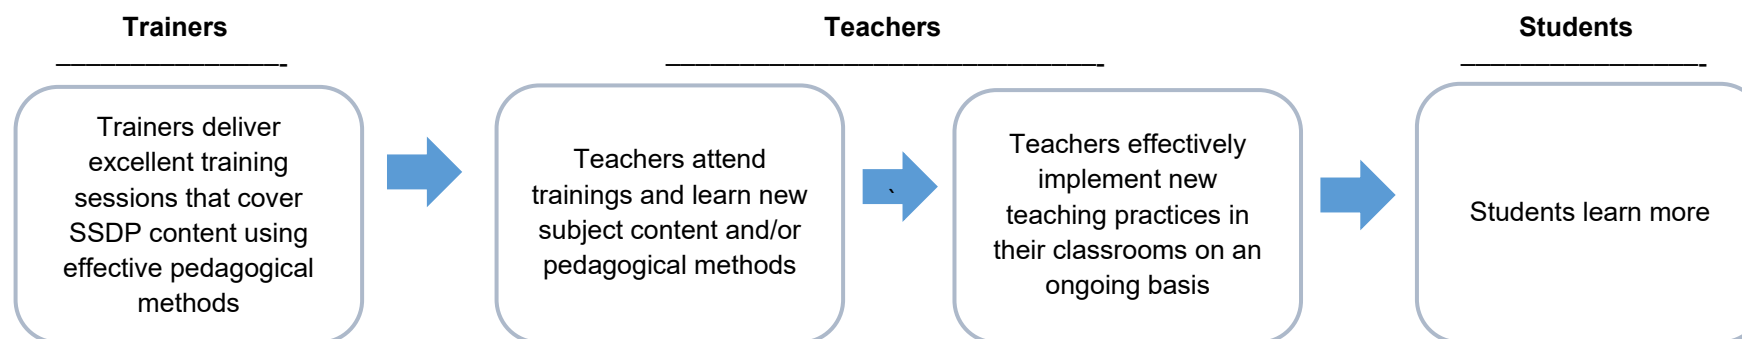 Trainers
Teachers
Students
Trainers deliver
excellent training
sessions that cover
SSDP content using
effective pedagogical
methods
Teachers attend
trainings and learn new
subject content and/or
pedagogical methods
`
Teachers effectively
implement new
teaching practices in
their classrooms on an
ongoing basis
Students learn more